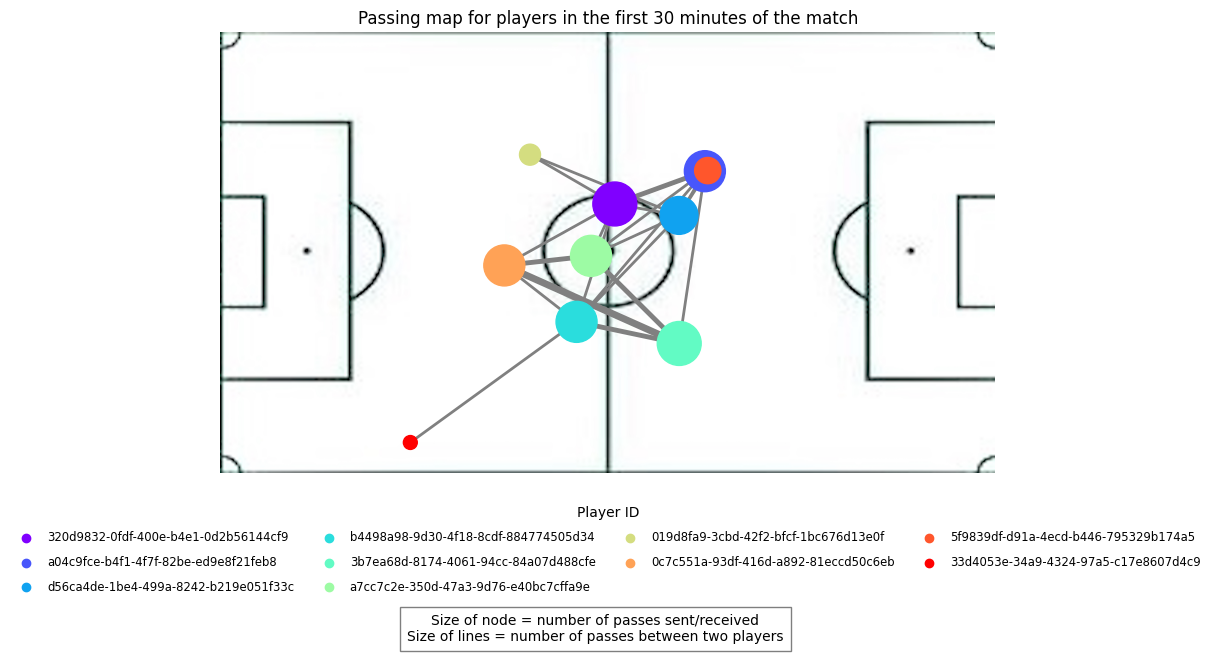 Passing map for players in the first 30 minutes of the match
Player ID
320d9832-0fdf-400e-b4e1-0d2b56144cf9
a04c9fce-b4f1-4f7f-82be-ed9e8f21feb8
d56ca4de-1be4-499a-8242-b219e051f33c
b4498a98-9d30-4f18-8cdf-884774505d34
3b7ea68d-8174-4061-94cc-84a07d488cfe
a7cc7c2e-350d-47a3-9d76-e40bc7cffa9e
019d8fa9-3cbd-42f2-bfcf-1bc676d13e0f
0c7c551a-93df-416d-a892-81eccd50c6eb
5f9839df-d91a-4ecd-b446-795329b174a5
33d4053e-34a9-4324-97a5-c17e8607d4c9
Size of node = number of passes sent/received
Size of lines = number of passes between two players